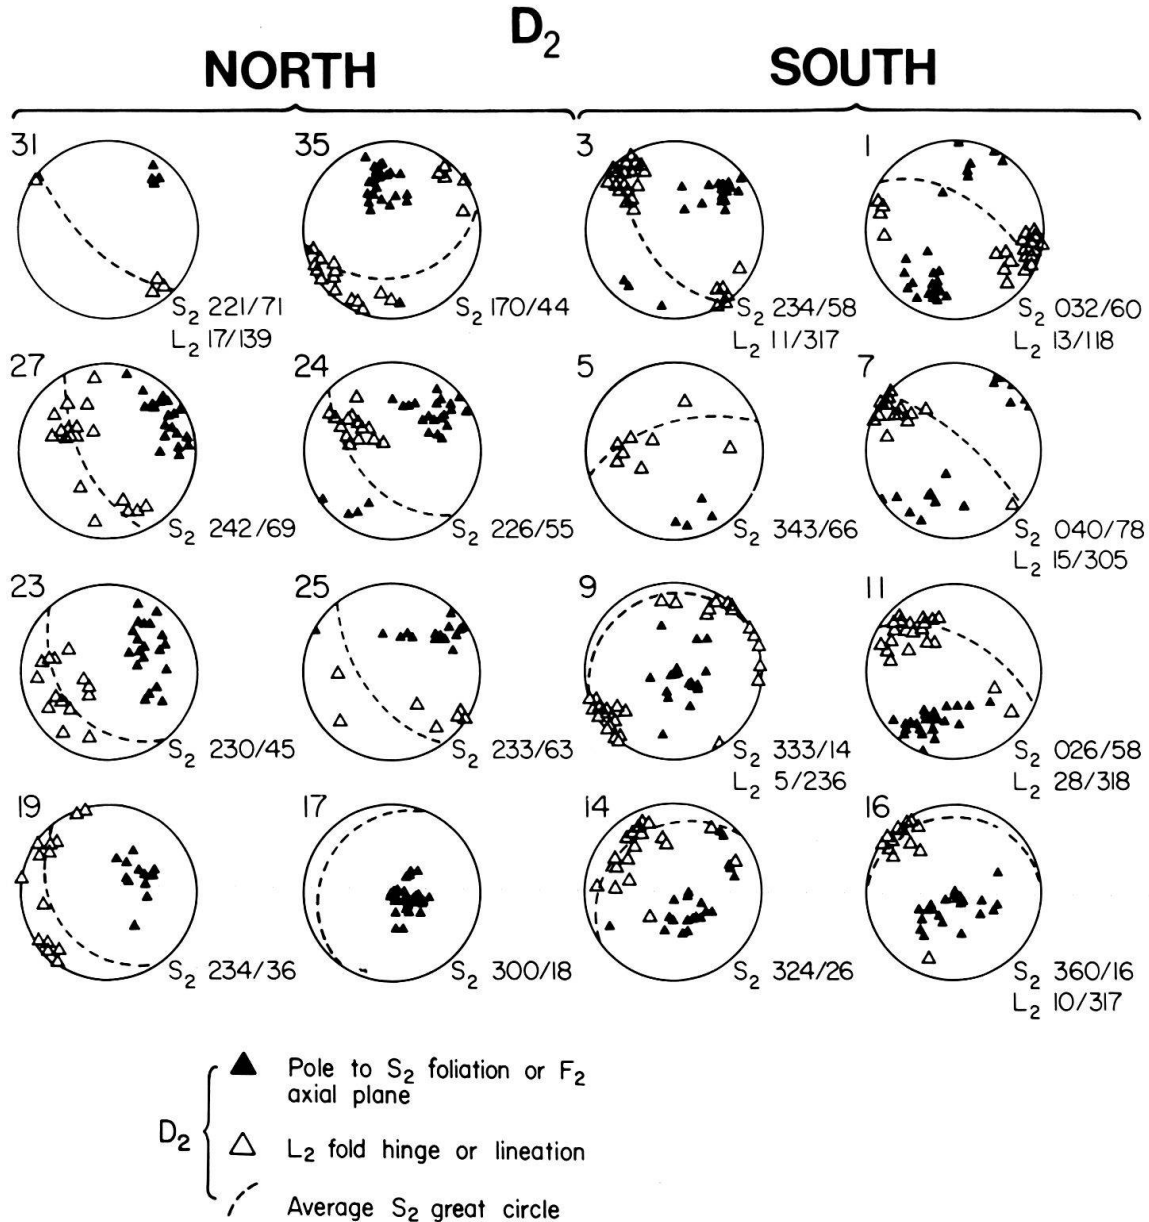 D₂
NORTH
SOUTH
31
S₂ 221/71
L₂ 17/139
35
S₂ 170/44
3
S₂ 234/58
L₂ 11/317
1
S₂ 032/60
L₂ 13/118
27
S₂ 242/69
24
S₂ 226/55
5
S₂ 343/66
7
S₂ 040/78
L₂ 15/305
23
S₂ 230/45
25
S₂ 233/63
9
S₂ 333/14
L₂ 5/236
11
S₂ 026/58
L₂ 28/318
19
S₂ 234/36
17
S₂ 300/18
14
S₂ 324/26
16
S₂ 360/16
L₂ 10/317
D₂
Pole to S₂ foliation or F₂
axial plane
L₂ fold hinge or lineation
Average S₂ great circle